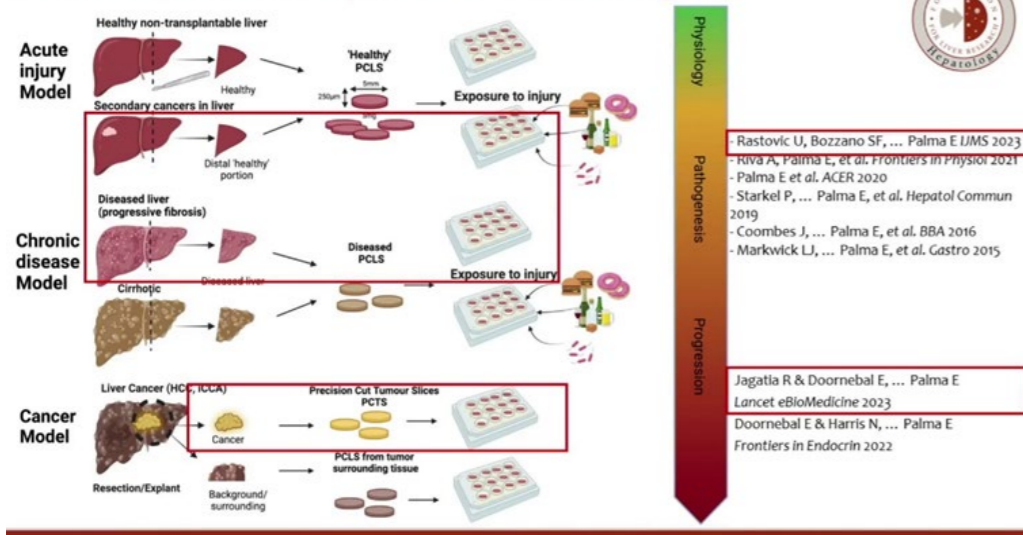 Healthy non-transplantable liver
Acute
injury
Model
Healthy
'Healthy'
PCLS
5mm
250µm
5mg
Exposure to injury
Secondary cancers in liver
Distal 'healthy'
portion
Chronic
disease
Model
Diseased liver
(progressive fibrosis)
Diseased liver
Diseased
PCLS
Exposure to injury
Cirrhotic
Cancer
Model
Liver Cancer (HCC, iCCA)
Cancer
Precision Cut Tumour Slices
PCTS
Resection/Explant
Background/
surrounding
PCLS from tumor
surrounding tissue
Physiology
Pathogenesis
Progression
FOR LIVER RESEARCH
Hepatology
- Rastovic U, Bozzano SF, ... Palma E IJMS 2023
- Riva A, Palma E, et al. Frontiers in Physiol 2021
- Palma E et al. ACER 2020
- Starkel P, ... Palma E, et al. Hepatol Commun
2019
- Coombes J, ... Palma E, et al. BBA 2016
- Markwick LJ, ... Palma E, et al. Gastro 2015
Jagatia R & Doornebal E, ... Palma E
Lancet eBioMedicine 2023
Doornebal E & Harris N, ... Palma E
Frontiers in Endocrin 2022